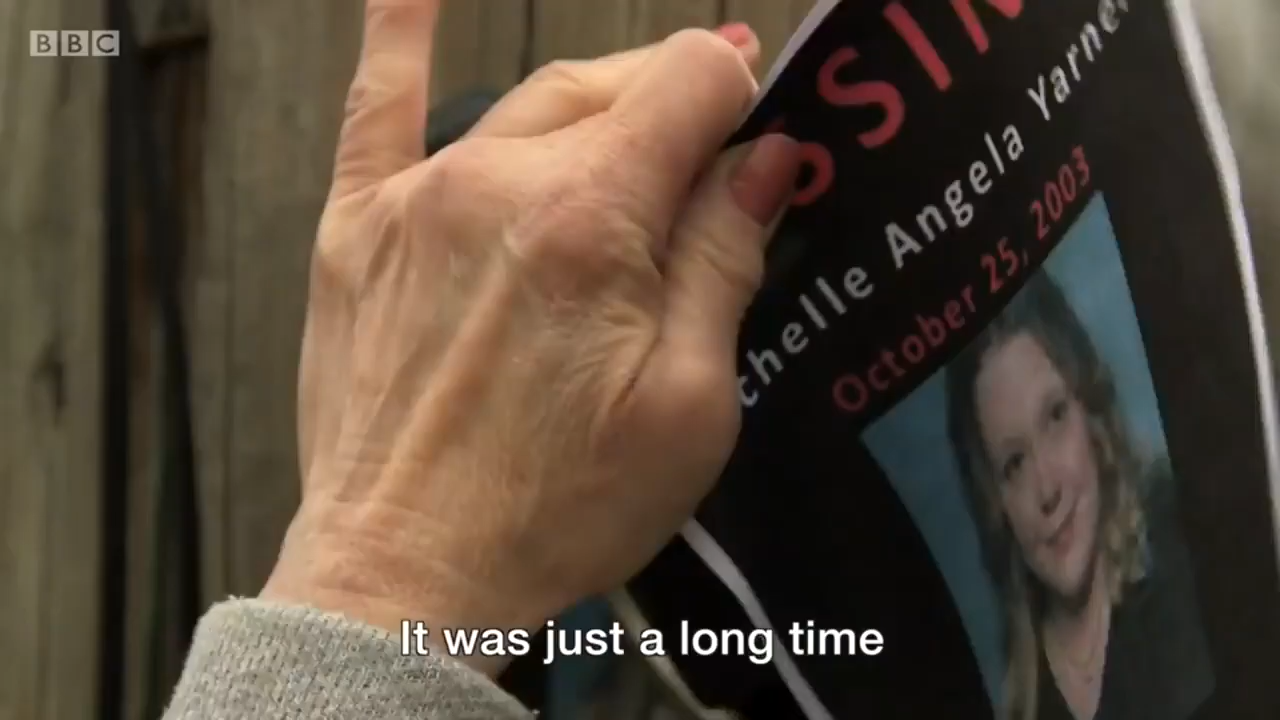 BBC
SSIN
chelle Angela Yarne
October 25, 2003
It was just a long time